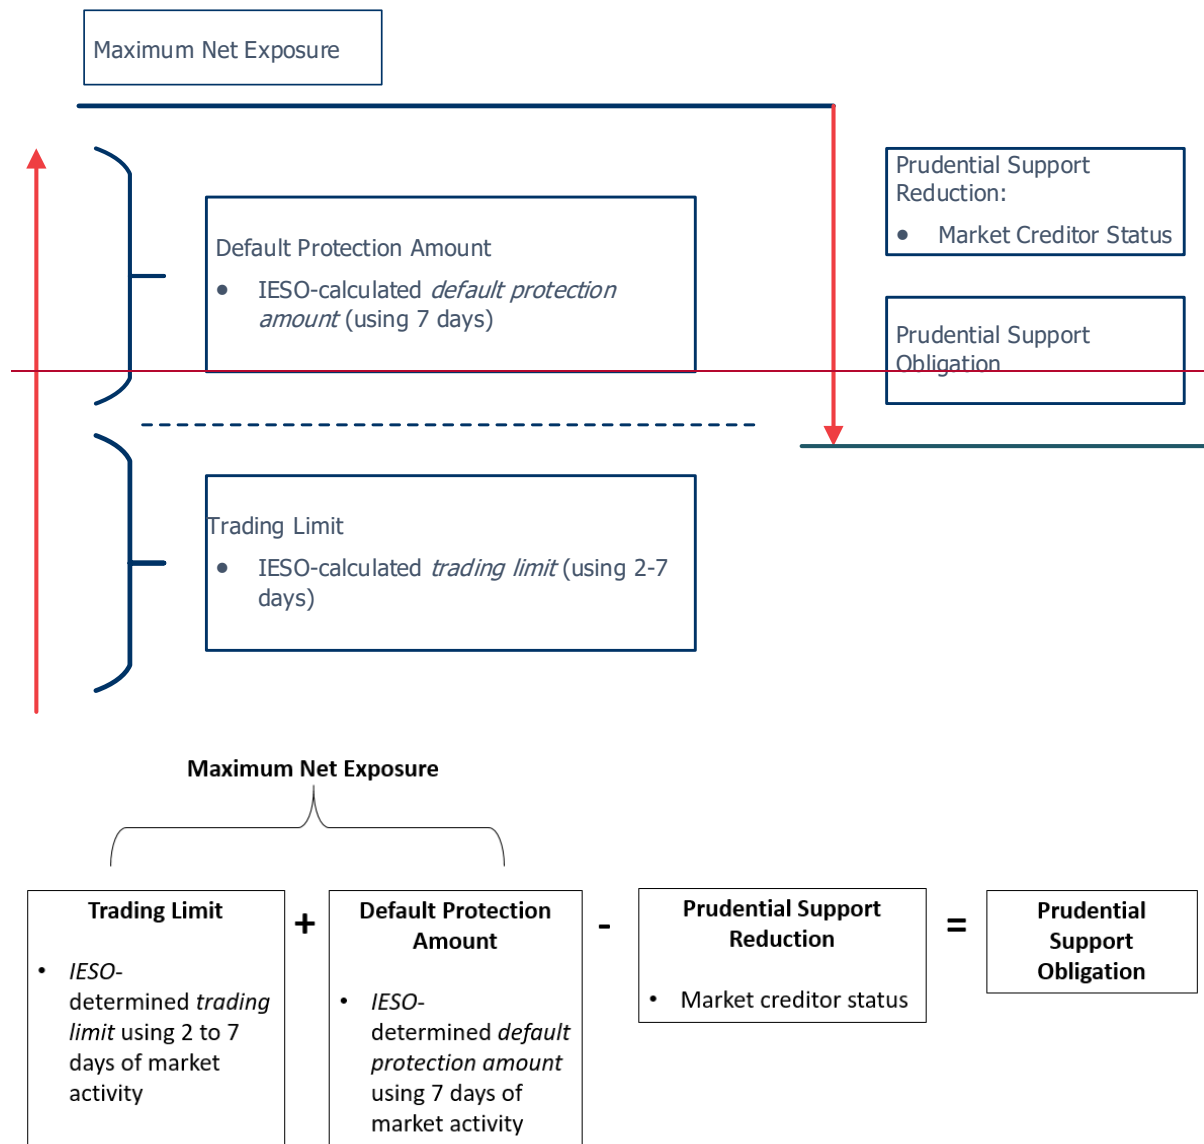 Maximum Net Exposure
Default Protection Amount
• IESO-calculated default protection
amount (using 7 days)
Prudential Support
Reduction:
• Market Creditor Status
Prudential Support
Obligation
Trading Limit
• IESO-calculated trading limit (using 2-7
days)
Maximum Net Exposure
Trading Limit
• IESO-
determined trading
limit using 2 to 7
days of market
activity
+
Default Protection
Amount
• IESO-
determined default
protection amount
using 7 days of
market activity
-
Prudential Support
Reduction
• Market creditor status
=
Prudential
Support
Obligation